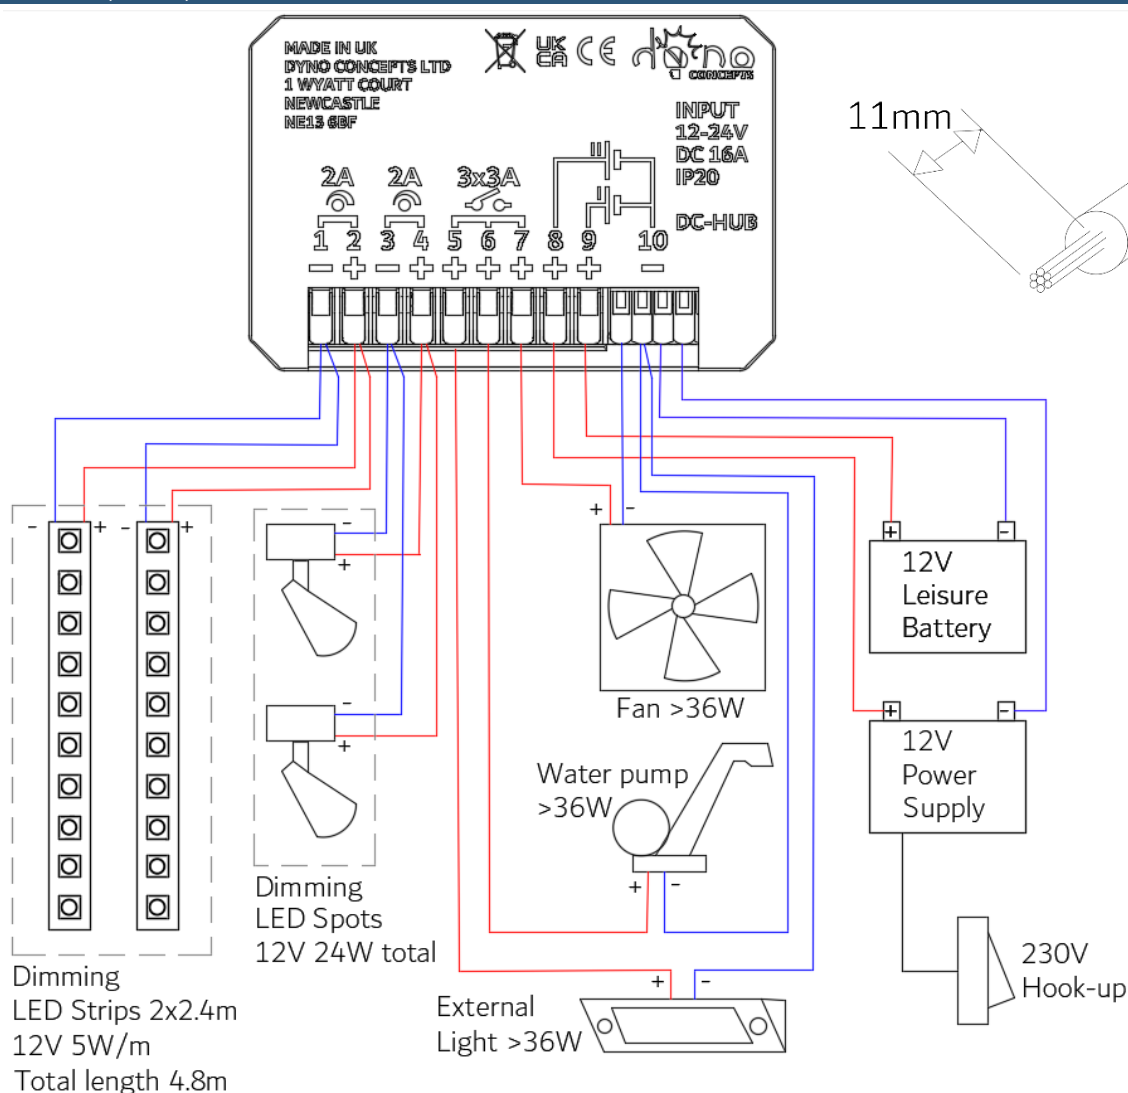 MADE IN UK
DYNO CONCEPTS LTD
1 WYATT COURT
NEWCASTLE
NE13 6BF
UK
CA
CE
dyno
CONCEPTS
INPUT
12-24V
DC 16A
IP20
DC-HUB
2A 2A 3x3A
II
I
1 2 3 4 5 6 7 8 9 10
− + − + + + + + + −
11mm
- + - +
- +
- +
Dimming
LED Strips 2x2.4m
12V 5W/m
Total length 4.8m
Dimming
LED Spots
12V 24W total
+ -
Fan >36W
Water pump
>36W
+ -
+ -
External
Light >36W
+ -
12V
Leisure
Battery
+ -
12V
Power
Supply
230V
Hook-up